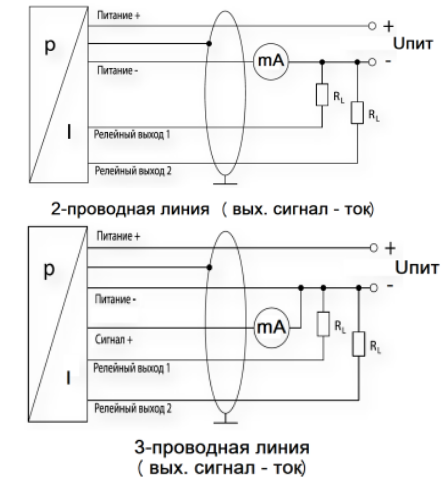 Питание +
+
p
Uпит
mA
-
Питание -
RL
RL
I
Релейный выход 1
Релейный выход 2
2-проводная линия ( вых. сигнал - ток)
Питание +
+
p
Uпит
-
Питание -
mA
RL
Сигнал +
RL
Релейный выход 1
I
Релейный выход 2
3-проводная линия
( вых. сигнал - ток)